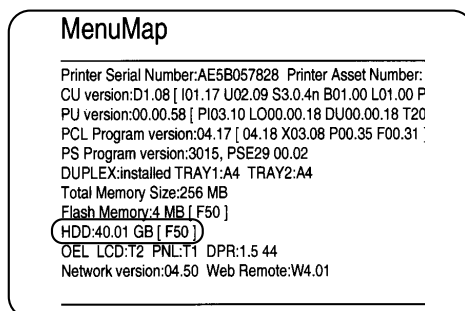 MenuMap
Printer Serial Number:AE5B057828 Printer Asset Number:
CU version:D1.08 [ I01.17 U02.09 S3.0.4n B01.00 L01.00 P
PU version:00.00.58 [ PI03.10 LO00.00.18 DU00.00.18 T20
PCL Program version:04.17 [ 04.18 X03.08 P00.35 F00.31 ]
PS Program version:3015, PSE29 00.02
DUPLEX:installed TRAY1:A4 TRAY2:A4
Total Memory Size:256 MB
Flash Memory:4 MB [ F50 ]
HDD:40.01 GB [ F50 ]
OEL LCD:T2 PNL:T1 DPR:1.5 44
Network version:04.50 Web Remote:W4.01